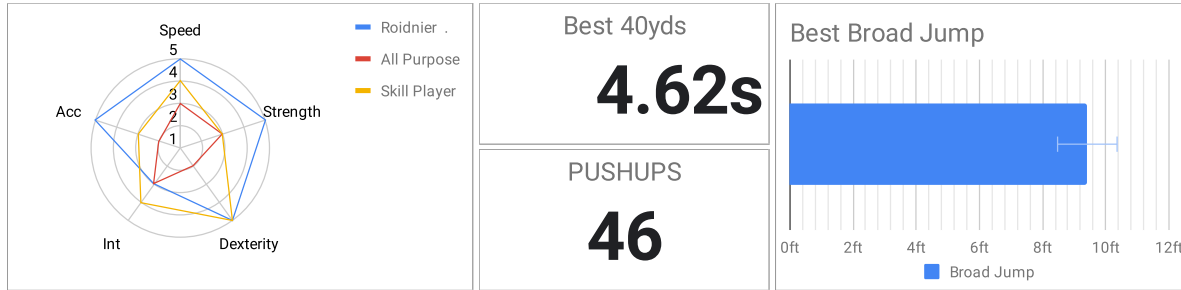 Speed
5
4
3
2
1
Acc
Strength
Int
Dexterity
Roidnier .
All Purpose
Skill Player
Best 40yds
4.62s
PUSHUPS
46
Best Broad Jump
0ft 2ft 4ft 6ft 8ft 10ft 12ft
Broad Jump